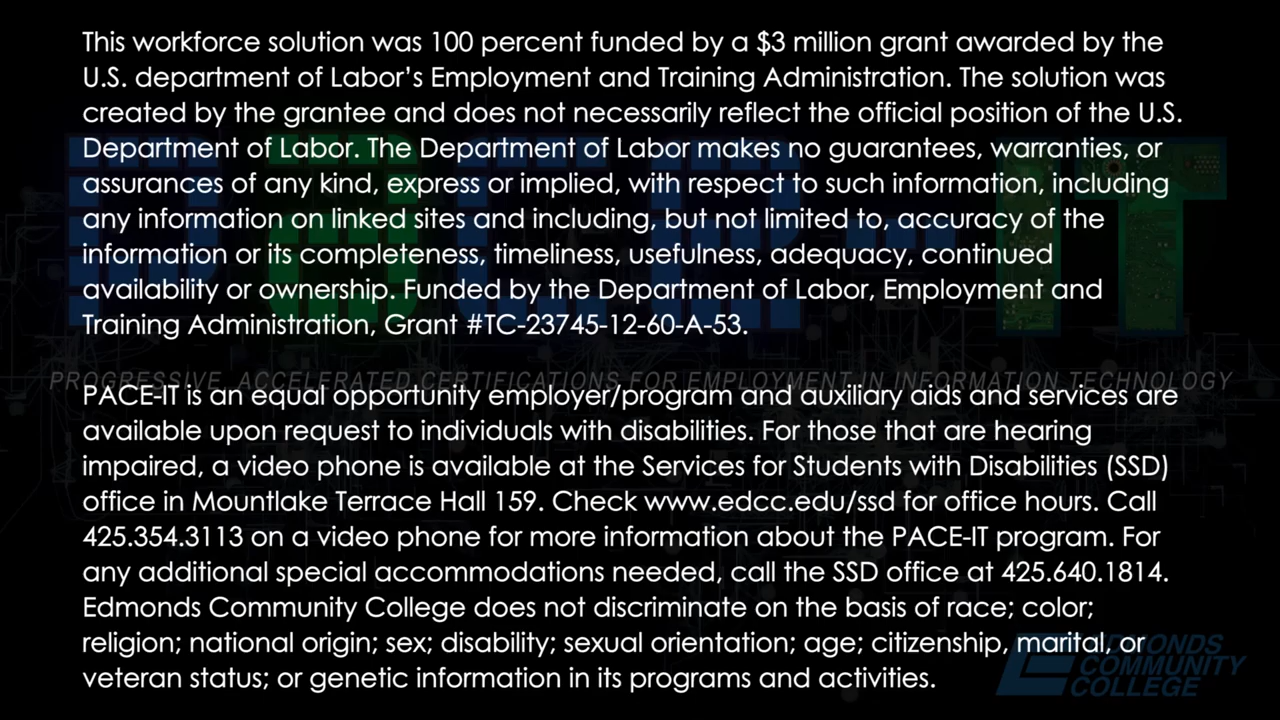 This workforce solution was 100 percent funded by a $3 million grant awarded by the
U.S. department of Labor’s Employment and Training Administration. The solution was
created by the grantee and does not necessarily reflect the official position of the U.S.
Department of Labor. The Department of Labor makes no guarantees, warranties, or
assurances of any kind, express or implied, with respect to such information, including
any information on linked sites and including, but not limited to, accuracy of the
information or its completeness, timeliness, usefulness, adequacy, continued
availability or ownership. Funded by the Department of Labor, Employment and
Training Administration, Grant #TC-23745-12-60-A-53.
PACE-IT
PROGRESSIVE, ACCELERATED CERTIFICATIONS FOR EMPLOYMENT IN INFORMATION TECHNOLOGY
PACE-IT is an equal opportunity employer/program and auxiliary aids and services are
available upon request to individuals with disabilities. For those that are hearing
impaired, a video phone is available at the Services for Students with Disabilities (SSD)
office in Mountlake Terrace Hall 159. Check www.edcc.edu/ssd for office hours. Call
425.354.3113 on a video phone for more information about the PACE-IT program. For
any additional special accommodations needed, call the SSD office at 425.640.1814.
Edmonds Community College does not discriminate on the basis of race; color;
religion; national origin; sex; disability; sexual orientation; age; citizenship, marital, or
veteran status; or genetic information in its programs and activities.
EDMONDS
COMMUNITY
COLLEGE